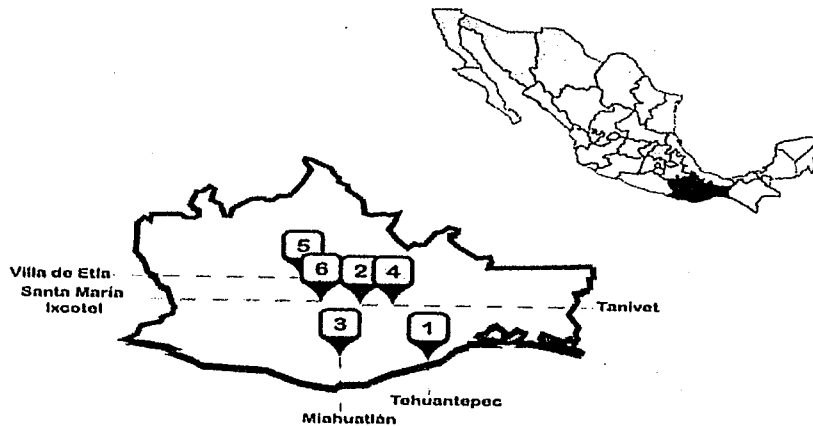 5
Villa de Etla
6 2 4
Santa María
Ixcotel
Tanivet
3 1
Tehuantepec
Miahuatlán